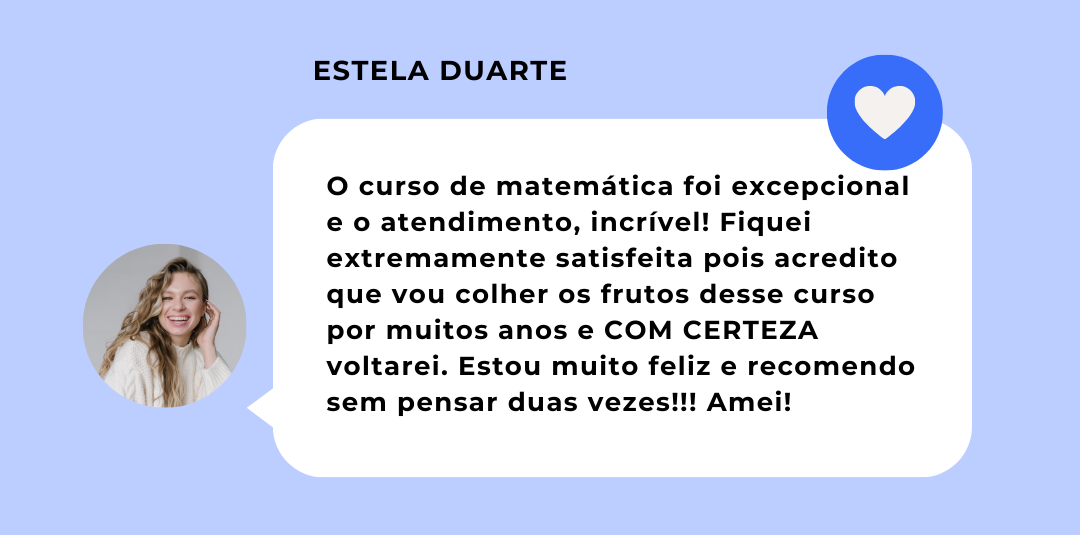 ESTELA DUARTE
O curso de matemática foi excepcional
e o atendimento, incrível! Fiquei
extremamente satisfeita pois acredito
que vou colher os frutos desse curso
por muitos anos e COM CERTEZA
voltarei. Estou muito feliz e recomendo
sem pensar duas vezes!!! Amei!